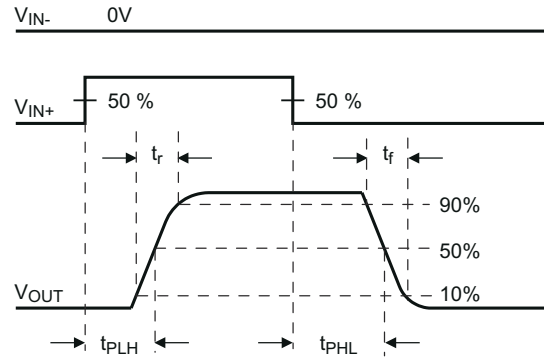 VIN- 0V
VIN+ 50 % 50 %
tr tf
90%
50%
VOUT 10%
tPLH tPHL